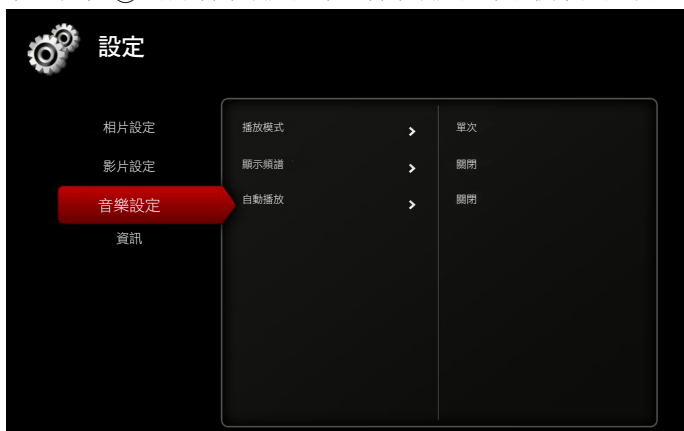 設定
相片設定
影片設定
音樂設定
資訊
播放模式 單次
顯示頻譜 關閉
自動播放 關閉